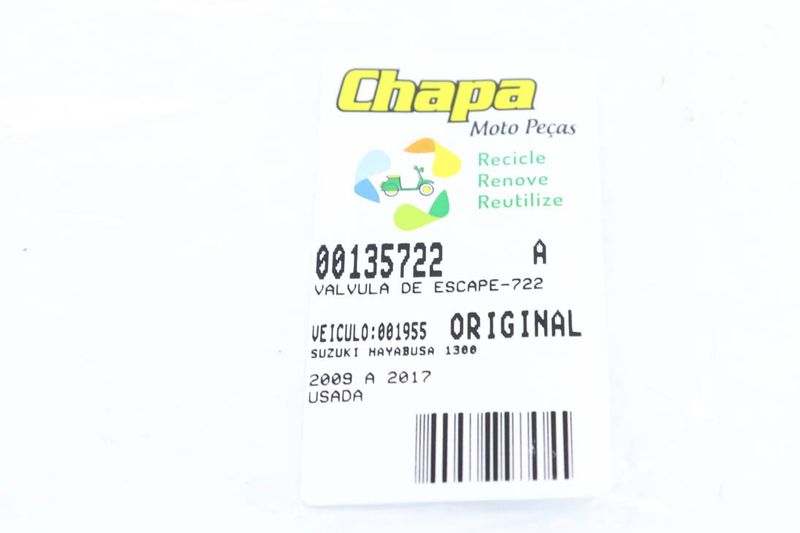 Chapa
Moto Peças
Recicle
Renove
Reutilize
00135722 A
VALVULA DE ESCAPE-722
VEICULO:001955 ORIGINAL
SUZUKI HAYABUSA 1300
2009 A 2017
USADA